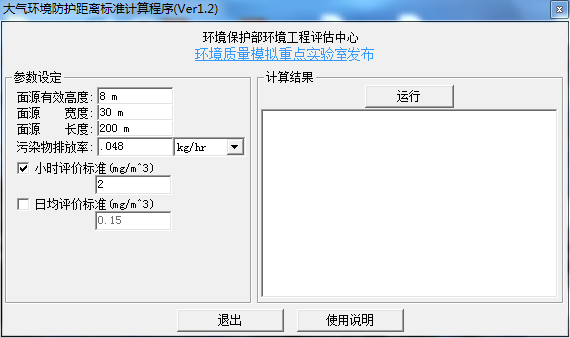 大气环境防护距离标准计算程序(Ver1.2)
环境保护部环境工程评估中心
环境质量模拟重点实验室发布
参数设定
面源有效高度: 8 m
面源 宽度: 30 m
面源 长度: 200 m
污染物排放率: .048 kg/hr
小时评价标准(mg/m^3)
2
日均评价标准(mg/m^3)
0.15
计算结果
运行
退出
使用说明